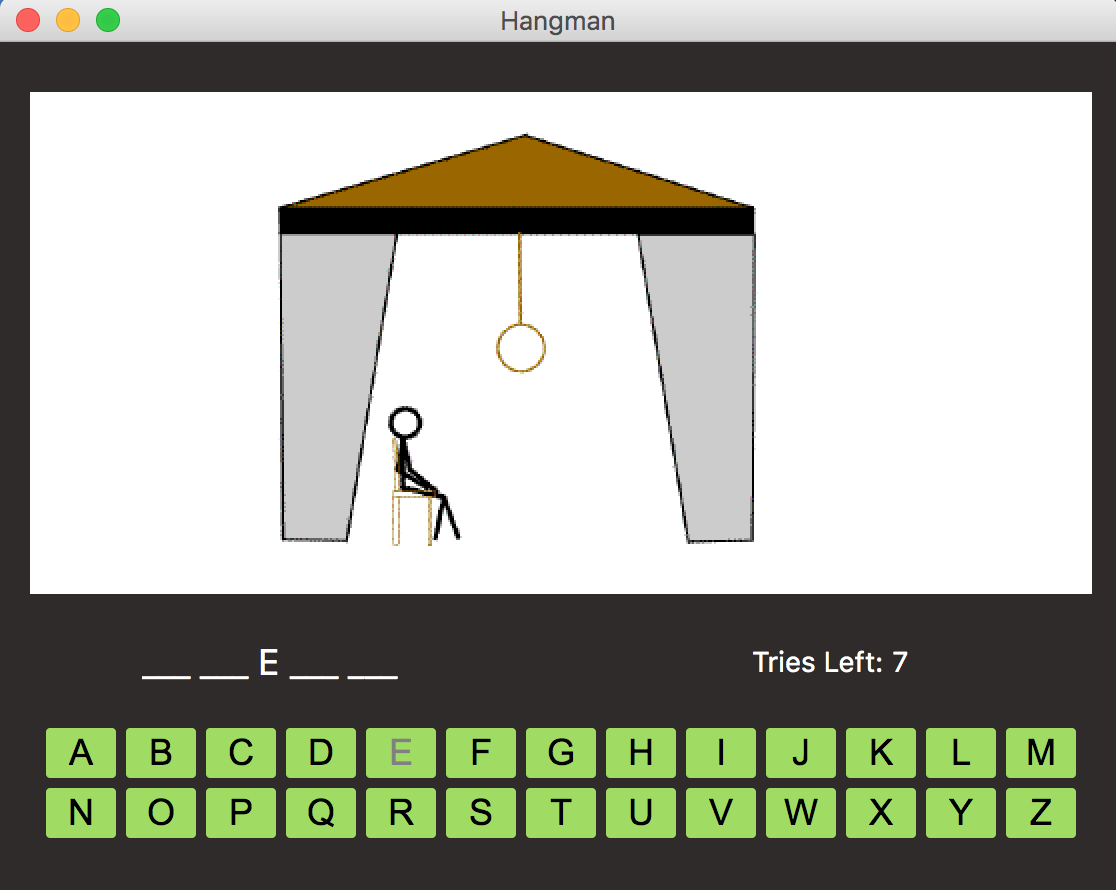 Hangman
___ ___ E ___ ___
Tries Left: 7
A B C D E F G H I J K L M
N O P Q R S T U V W X Y Z